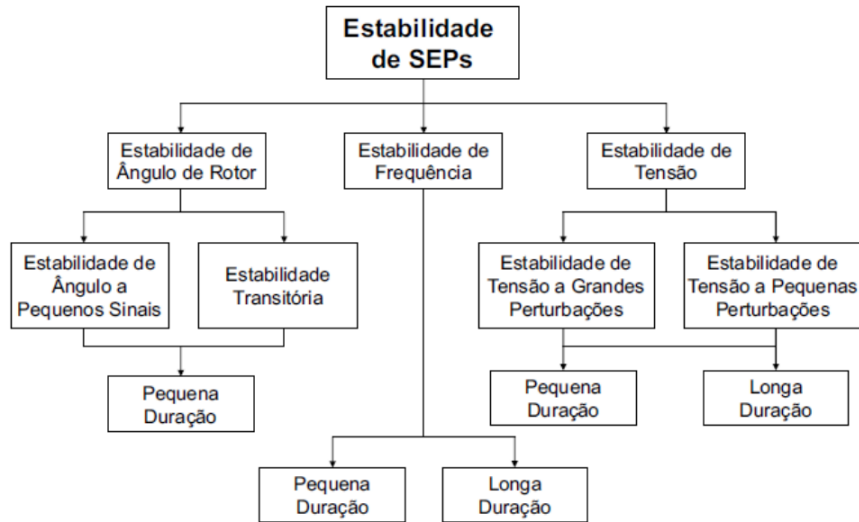 Estabilidade
de SEPs
Estabilidade de
Ângulo de Rotor
Estabilidade de
Frequência
Estabilidade de
Tensão
Estabilidade de
Ângulo a
Pequenos Sinais
Estabilidade
Transitória
Estabilidade de
Tensão a Grandes
Perturbações
Estabilidade de
Tensão a Pequenas
Perturbações
Pequena
Duração
Pequena
Duração
Longa
Duração
Pequena
Duração
Longa
Duração